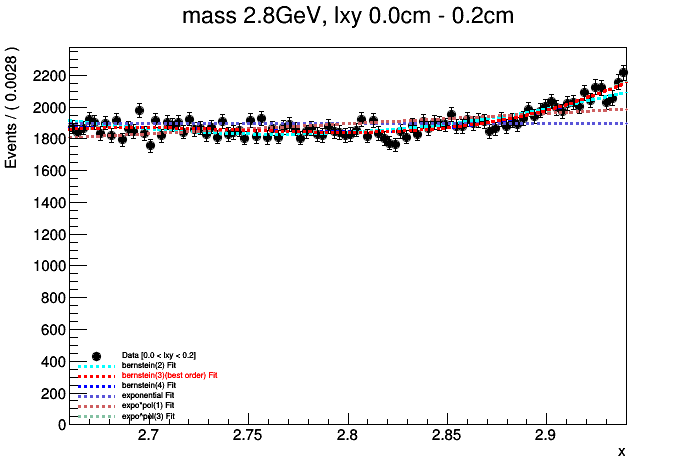 mass 2.8GeV, lxy 0.0cm - 0.2cm
Events / ( 0.0028 )
2200
2000
1800
1600
1400
1200
1000
800
600
400
200
0
Data [0.0 < lxy < 0.2]
bernstein(2) Fit
bernstein(3)(best order) Fit
bernstein(4) Fit
exponential Fit
expo*pol(1) Fit
expo*pol(3) Fit
2.7 2.75 2.8 2.85 2.9
x